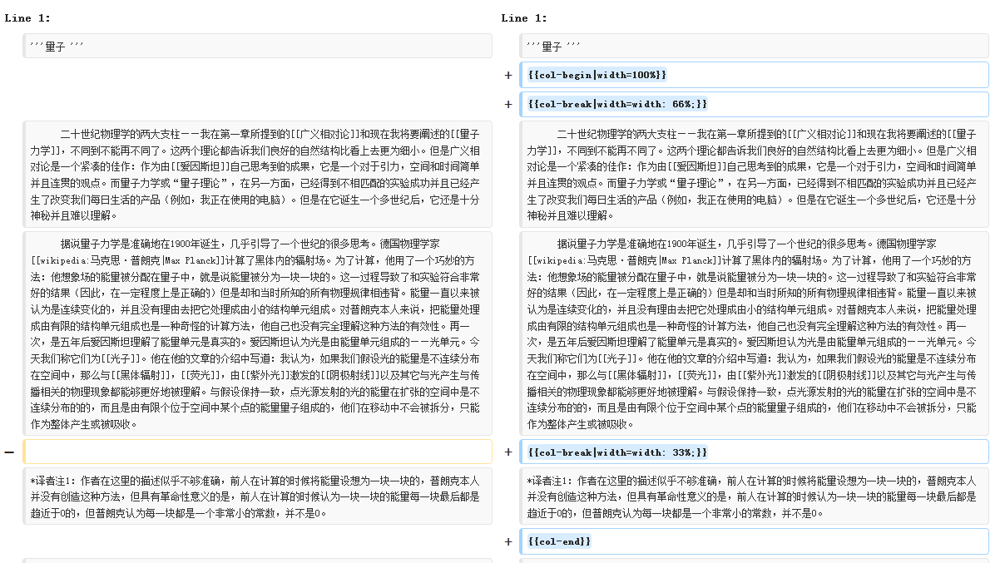 Line 1:
Line 1:
'''量子 '''
'''量子 '''
+ {{col-begin|width=100%}}
+ {{col-break|width=width: 66%;}}
二十世纪物理学的两大支柱——我在第一章所提到的[[广义相对论]]和现在我将要阐述的[[量子
力学]]，不同到不能再不同了。这两个理论都告诉我们良好的自然结构比看上去更为细小。但是广义相
对论是一个紧凑的佳作：作为由[[爱因斯坦]]自己思考到的成果，它是一个对于引力，空间和时间简单
并且连贯的观点。而量子力学或“量子理论”，在另一方面，已经得到不相匹配的实验成功并且已经产
生了改变我们每日生活的产品（例如，我正在使用的电脑）。但是在它诞生一个多世纪后，它还是十分
神秘并且难以理解。
二十世纪物理学的两大支柱——我在第一章所提到的[[广义相对论]]和现在我将要阐述的[[量子
力学]]，不同到不能再不同了。这两个理论都告诉我们良好的自然结构比看上去更为细小。但是广义相
对论是一个紧凑的佳作：作为由[[爱因斯坦]]自己思考到的成果，它是一个对于引力，空间和时间简单
并且连贯的观点。而量子力学或“量子理论”，在另一方面，已经得到不相匹配的实验成功并且已经产
生了改变我们每日生活的产品（例如，我正在使用的电脑）。但是在它诞生一个多世纪后，它还是十分
神秘并且难以理解。
据说量子力学是准确地在1900年诞生，几乎引导了一个世纪的很多思考。德国物理学家
[[wikipedia:马克思·普朗克|Max Planck]]计算了黑体内的辐射场。为了计算，他用了一个巧妙的方
法：他想象场的能量被分配在量子中，就是说能量被分为一块一块的。这一过程导致了和实验符合非常
好的结果（因此，在一定程度上是正确的）但是却和当时所知的所有物理规律相违背。能量一直以来被
认为是连续变化的，并且没有理由去把它处理成由小的结构单元组成。对普朗克本人来说，把能量处理
成由有限的结构单元组成也是一种奇怪的计算方法，他自己也没有完全理解这种方法的有效性。再一
次，是五年后爱因斯坦理解了能量单元是真实的。爱因斯坦认为光是由能量单元组成的——光单元。今
天我们称它们为[[光子]]。他在他的文章的介绍中写道：我认为，如果我们假设光的能量是不连续分布
在空间中，那么与[[黑体辐射]]，[[荧光]]，由[[紫外光]]激发的[[阴极射线]]以及其它与光产生与传
播相关的物理现象都能够更好地被理解。与假设保持一致，点光源发射的光的能量在扩张的空间中是不
连续分布的的，而且是由有限个位于空间中某个点的能量量子组成的，他们在移动中不会被拆分，只能
作为整体产生或被吸收。
据说量子力学是准确地在1900年诞生，几乎引导了一个世纪的很多思考。德国物理学家
[[wikipedia:马克思·普朗克|Max Planck]]计算了黑体内的辐射场。为了计算，他用了一个巧妙的方
法：他想象场的能量被分配在量子中，就是说能量被分为一块一块的。这一过程导致了和实验符合非常
好的结果（因此，在一定程度上是正确的）但是却和当时所知的所有物理规律相违背。能量一直以来被
认为是连续变化的，并且没有理由去把它处理成由小的结构单元组成。对普朗克本人来说，把能量处理
成由有限的结构单元组成也是一种奇怪的计算方法，他自己也没有完全理解这种方法的有效性。再一
次，是五年后爱因斯坦理解了能量单元是真实的。爱因斯坦认为光是由能量单元组成的——光单元。今
天我们称它们为[[光子]]。他在他的文章的介绍中写道：我认为，如果我们假设光的能量是不连续分布
在空间中，那么与[[黑体辐射]]，[[荧光]]，由[[紫外光]]激发的[[阴极射线]]以及其它与光产生与传
播相关的物理现象都能够更好地被理解。与假设保持一致，点光源发射的光的能量在扩张的空间中是不
连续分布的的，而且是由有限个位于空间中某个点的能量量子组成的，他们在移动中不会被拆分，只能
作为整体产生或被吸收。
−
+ {{col-break|width=width: 33%;}}
*译者注1：作者在这里的描述似乎不够准确，前人在计算的时候将能量设想为一块一块的，普朗克本人
并没有创造这种方法，但具有革命性意义的是，前人在计算的时候认为一块一块的能量每一块最后都是
趋近于0的，但普朗克认为每一块都是一个非常小的常数，并不是0。
*译者注1：作者在这里的描述似乎不够准确，前人在计算的时候将能量设想为一块一块的，普朗克本人
并没有创造这种方法，但具有革命性意义的是，前人在计算的时候认为一块一块的能量每一块最后都是
趋近于0的，但普朗克认为每一块都是一个非常小的常数，并不是0。
+ {{col-end}}